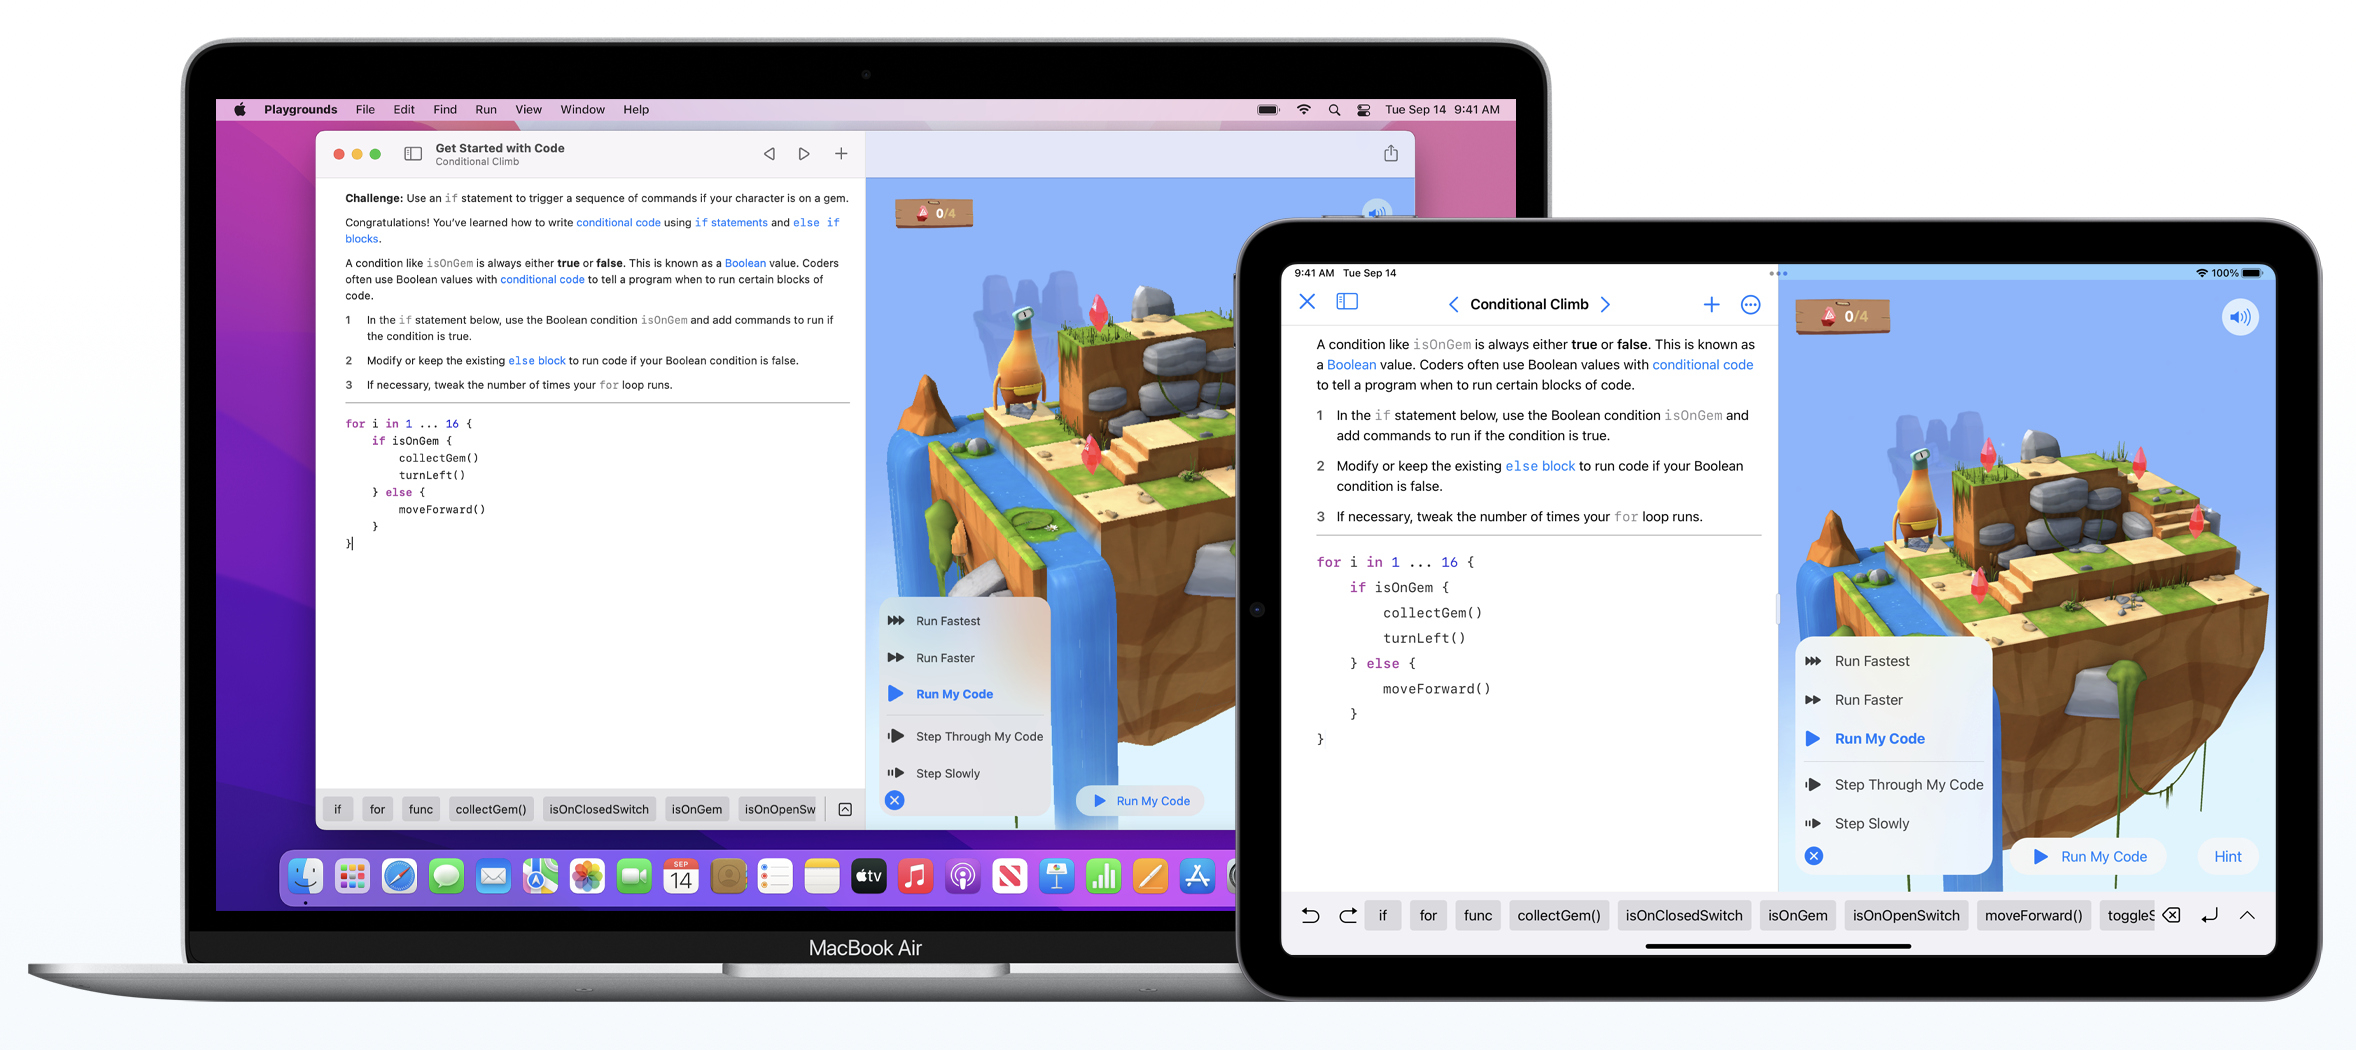 Playgrounds File Edit Find Run View Window Help
Tue Sep 14 9:41 AM
Get Started with Code
Conditional Climb
Challenge: Use an if statement to trigger a sequence of commands if your character is on a gem.
Congratulations! You’ve learned how to write conditional code using if statements and else if
blocks.
A condition like isOnGem is always either true or false. This is known as a Boolean value. Coders
often use Boolean values with conditional code to tell a program when to run certain blocks of
code.
1 In the if statement below, use the Boolean condition isOnGem and add commands to run if
the condition is true.
2 Modify or keep the existing else block to run code if your Boolean condition is false.
3 If necessary, tweak the number of times your for loop runs.
for i in 1 ... 16 {
if isOnGem {
collectGem()
turnLeft()
} else {
moveForward()
}
}
if for func collectGem() isOnClosedSwitch isOnGem isOnOpenSw
0/4
Run Fastest
Run Faster
Run My Code
Step Through My Code
Step Slowly
Run My Code
SEP
14
tv
MacBook Air
9:41 AM Tue Sep 14
100%
Conditional Climb
A condition like isOnGem is always either true or false. This is known as
a Boolean value. Coders often use Boolean values with conditional code
to tell a program when to run certain blocks of code.
1 In the if statement below, use the Boolean condition isOnGem and
add commands to run if the condition is true.
2 Modify or keep the existing else block to run code if your Boolean
condition is false.
3 If necessary, tweak the number of times your for loop runs.
for i in 1 ... 16 {
if isOnGem {
collectGem()
turnLeft()
} else {
moveForward()
}
}
0/4
Run Fastest
Run Faster
Run My Code
Step Through My Code
Step Slowly
Run My Code
Hint
if for func collectGem() isOnClosedSwitch isOnGem isOnOpenSwitch moveForward() toggleS